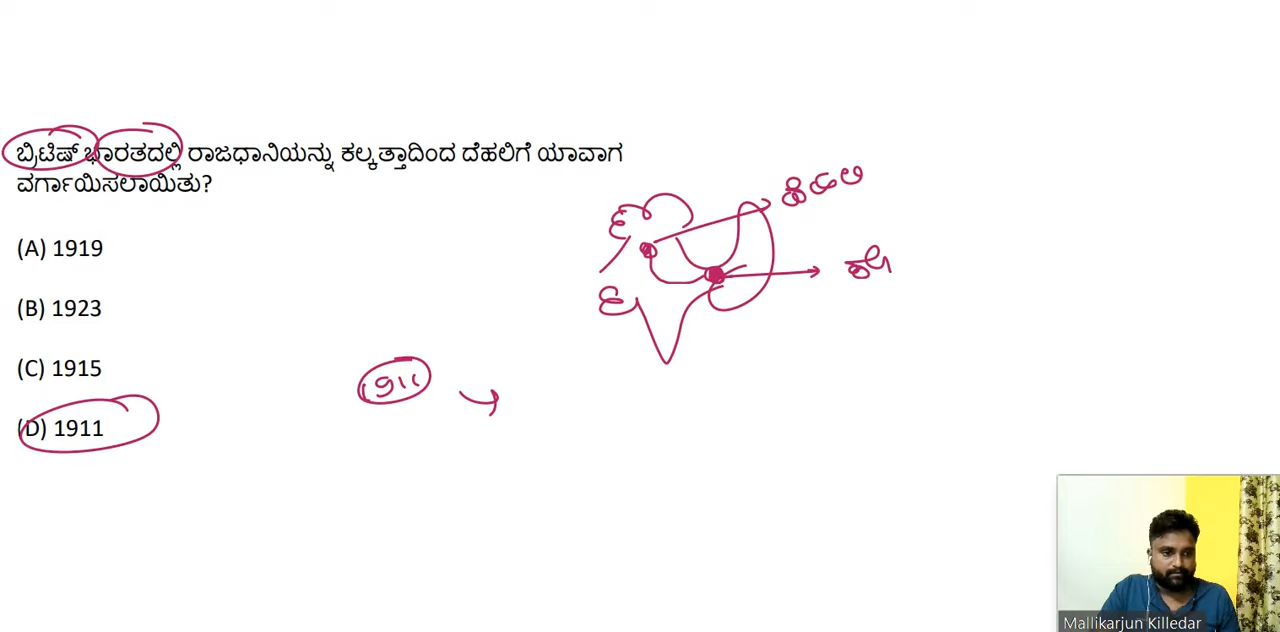 ಬ್ರಿಟಿಷ್ ಭಾರತದಲ್ಲಿ ರಾಜಧಾನಿಯನ್ನು ಕಲ್ಕತ್ತಾದಿಂದ ದೆಹಲಿಗೆ ಯಾವಾಗ
ವರ್ಗಾಯಿಸಲಾಯಿತು?
(A) 1919
(B) 1923
(C) 1915
1911
(D) 1911
Mallikarjun Killedar